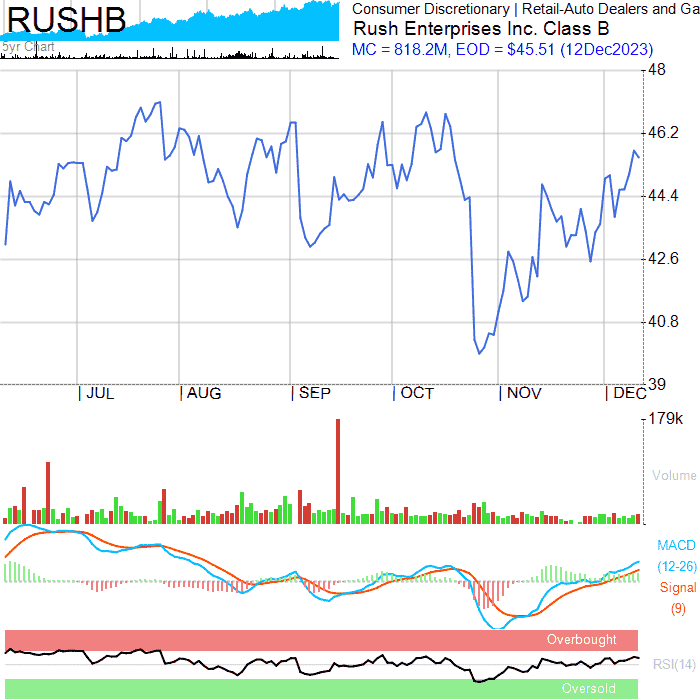 RUSHB
5yr Chart
Consumer Discretionary | Retail-Auto Dealers and Ga
Rush Enterprises Inc. Class B
MC = 818.2M, EOD = $45.51 (12Dec2023)
48
46.2
44.4
42.6
40.8
39
JUL
AUG
SEP
OCT
NOV
DEC
179k
Volume
MACD
(12-26)
Signal
(9)
Overbought
RSI(14)
Oversold